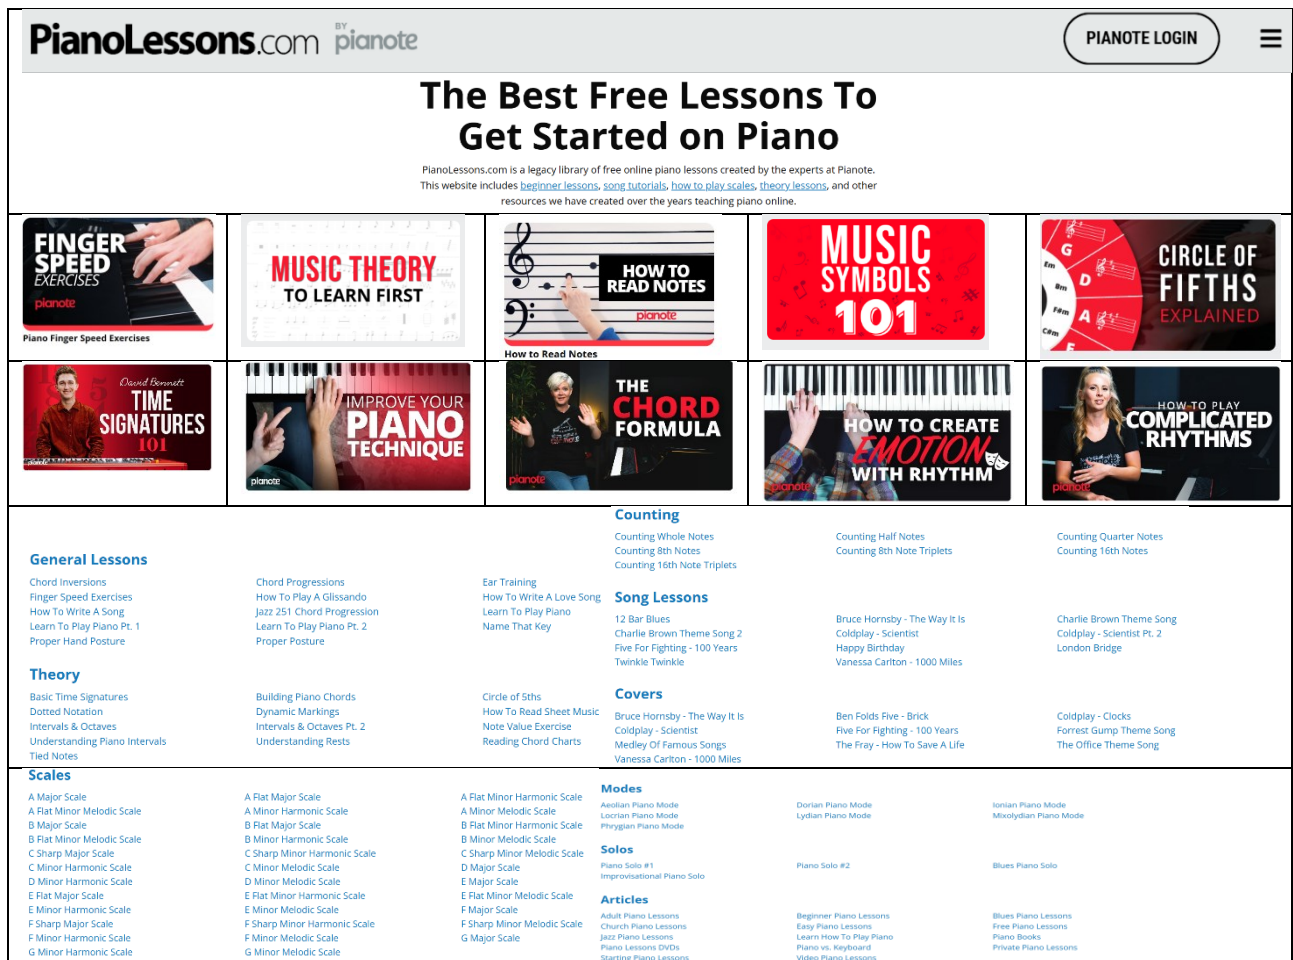 PianoLessons.com BY pianote
PIANOTE LOGIN
The Best Free Lessons To
Get Started on Piano
PianoLessons.com is a legacy library of free online piano lessons created by the experts at Pianote.
This website includes beginner lessons, song tutorials, how to play scales, theory lessons, and other
resources we have created over the years teaching piano online.
FINGER
SPEED
EXERCISES
pianote
Piano Finger Speed Exercises
MUSIC THEORY
TO LEARN FIRST
HOW TO
READ NOTES
pianote
How to Read Notes
MUSIC
SYMBOLS
101
G
D
A
E
Em
Bm
F#m
C#m
CIRCLE OF
FIFTHS
EXPLAINED
David Bennett
TIME
SIGNATURES
101
pianote
IMPROVE YOUR
PIANO
TECHNIQUE
pianote
THE
CHORD
FORMULA
pianote
HOW TO CREATE
EMOTION
WITH RHYTHM
pianote
HOW TO PLAY
COMPLICATED
RHYTHMS
pianote
General Lessons
Chord Inversions Chord Progressions Ear Training
Finger Speed Exercises How To Play A Glissando How To Write A Love Song
How To Write A Song Jazz 251 Chord Progression Learn To Play Piano
Learn To Play Piano Pt. 1 Learn To Play Piano Pt. 2 Name That Key
Proper Hand Posture Proper Posture
Theory
Basic Time Signatures Building Piano Chords Circle of 5ths
Dotted Notation Dynamic Markings How To Read Sheet Music
Intervals & Octaves Intervals & Octaves Pt. 2 Note Value Exercise
Understanding Piano Intervals Understanding Rests Reading Chord Charts
Tied Notes
Counting
Counting Whole Notes Counting Half Notes Counting Quarter Notes
Counting 8th Notes Counting 8th Note Triplets Counting 16th Notes
Counting 16th Note Triplets
Song Lessons
12 Bar Blues Bruce Hornsby - The Way It Is Charlie Brown Theme Song
Charlie Brown Theme Song 2 Coldplay - Scientist Coldplay - Scientist Pt. 2
Five For Fighting - 100 Years Happy Birthday London Bridge
Twinkle Twinkle Vanessa Carlton - 1000 Miles
Covers
Bruce Hornsby - The Way It Is Ben Folds Five - Brick Coldplay - Clocks
Coldplay - Scientist Five For Fighting - 100 Years Forrest Gump Theme Song
Medley Of Famous Songs The Fray - How To Save A Life The Office Theme Song
Vanessa Carlton - 1000 Miles
Scales
A Major Scale A Flat Major Scale A Flat Minor Harmonic Scale
A Flat Minor Melodic Scale A Minor Harmonic Scale A Minor Melodic Scale
B Major Scale B Flat Major Scale B Flat Minor Harmonic Scale
B Flat Minor Melodic Scale B Minor Harmonic Scale B Minor Melodic Scale
C Sharp Major Scale C Sharp Minor Harmonic Scale C Sharp Minor Melodic Scale
C Minor Harmonic Scale C Minor Melodic Scale D Major Scale
D Minor Harmonic Scale D Minor Melodic Scale E Major Scale
E Flat Major Scale E Flat Minor Harmonic Scale E Flat Minor Melodic Scale
E Minor Harmonic Scale E Minor Melodic Scale F Major Scale
F Sharp Major Scale F Sharp Minor Harmonic Scale F Sharp Minor Melodic Scale
F Minor Harmonic Scale F Minor Melodic Scale G Major Scale
G Minor Harmonic Scale G Minor Melodic Scale
Modes
Aeolian Piano Mode Dorian Piano Mode Ionian Piano Mode
Locrian Piano Mode Lydian Piano Mode Mixolydian Piano Mode
Phrygian Piano Mode
Solos
Piano Solo #1 Piano Solo #2 Blues Piano Solo
Improvisational Piano Solo
Articles
Adult Piano Lessons Beginner Piano Lessons Blues Piano Lessons
Church Piano Lessons Easy Piano Lessons Free Piano Lessons
Jazz Piano Lessons Learn How To Play Piano Piano Books
Piano Lessons DVDs Piano vs. Keyboard Private Piano Lessons
Starting Piano Lessons Video Piano Lessons